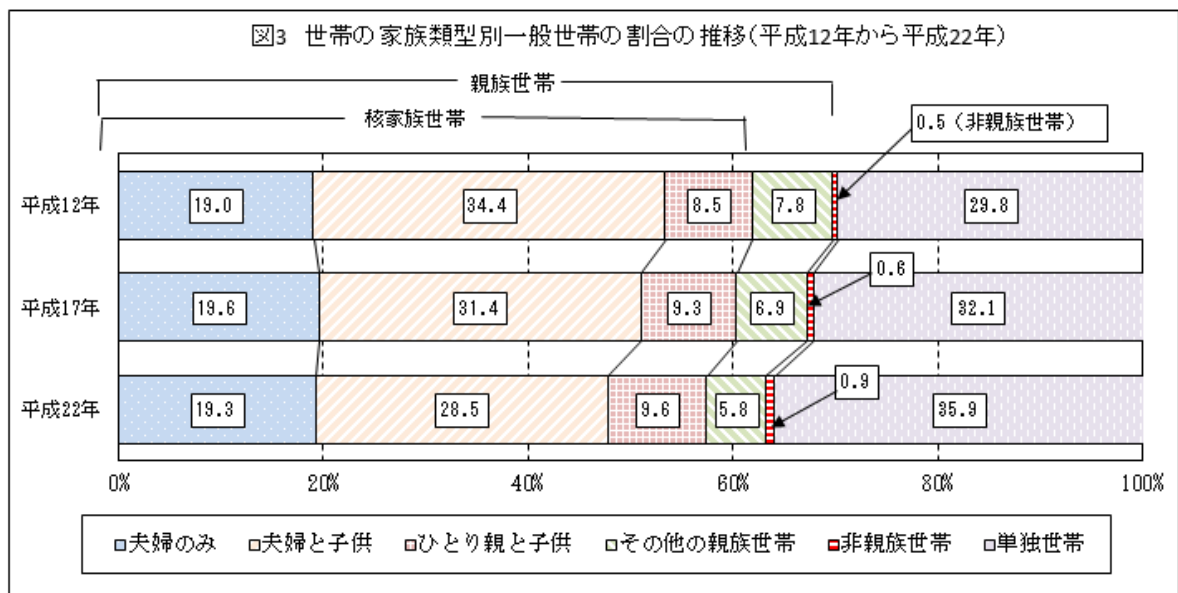 図3 世帯の家族類型別一般世帯の割合の推移(平成12年から平成22年)
親族世帯
核家族世帯
0.5(非親族世帯)
平成12年
19.0
34.4
8.5
7.8
29.8
0.6
平成17年
19.6
31.4
9.3
6.9
32.1
0.9
平成22年
19.3
28.5
9.6
5.8
35.9
0% 20% 40% 60% 80% 100%
夫婦のみ 夫婦と子供 ひとり親と子供 その他の親族世帯 非親族世帯 単独世帯